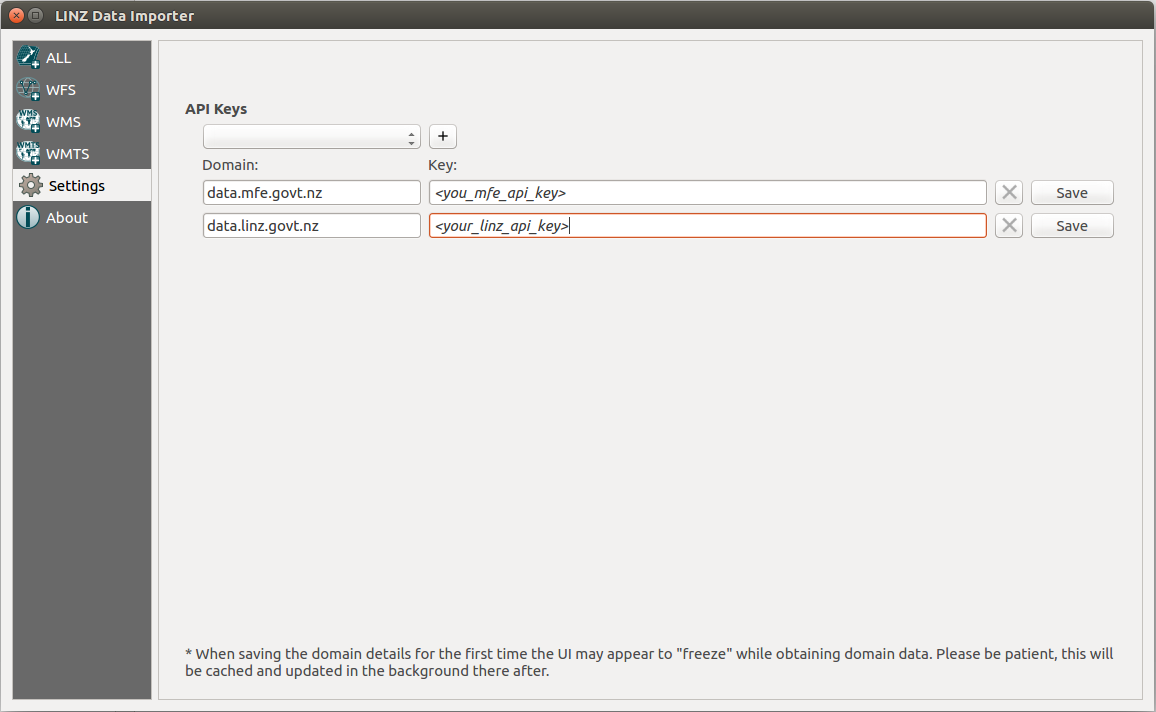 LINZ Data Importer
ALL
WFS
WMS
WMTS
Settings
About
API Keys
+
Domain: Key:
data.mfe.govt.nz <you_mfe_api_key> Save
data.linz.govt.nz <your_linz_api_key> Save
* When saving the domain details for the first time the UI may appear to "freeze" while obtaining domain data. Please be patient, this will
be cached and updated in the background there after.